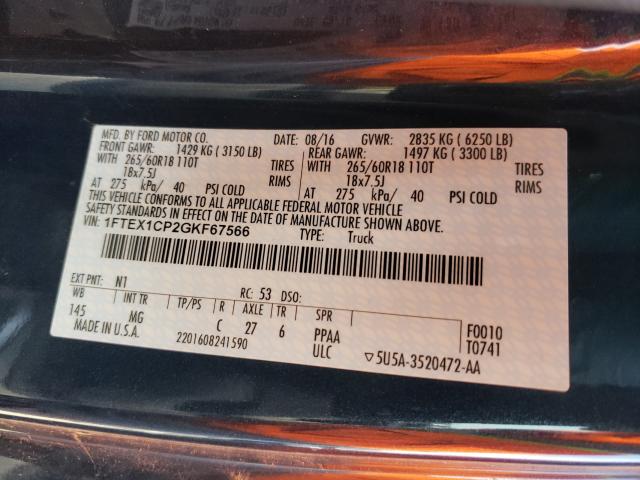 MFD. BY FORD MOTOR CO. DATE: 08/16 GVWR: 2835 KG ( 6250 LB)
FRONT GAWR: 1429 KG ( 3150 LB) REAR GAWR: 1497 KG ( 3300 LB)
WITH 265/60R18 110T TIRES WITH 265/60R18 110T TIRES
18x7.5J RIMS 18x7.5J RIMS
AT 275 kPa/ 40 PSI COLD AT 275 kPa/ 40 PSI COLD
THIS VEHICLE CONFORMS TO ALL APPLICABLE FEDERAL MOTOR VEHICLE
SAFETY STANDARDS IN EFFECT ON THE DATE OF MANUFACTURE SHOWN ABOVE.
VIN: 1FTEX1CP2GKF67566 TYPE: Truck
EXT PNT: N1 RC: 53 DSO:
WB INT TR TP/PS R AXLE TR SPR
145 MG C 27 6 PPAA F0010
MADE IN U.S.A. 2201608241590 ULC T0741
▽5U5A-3520472-AA